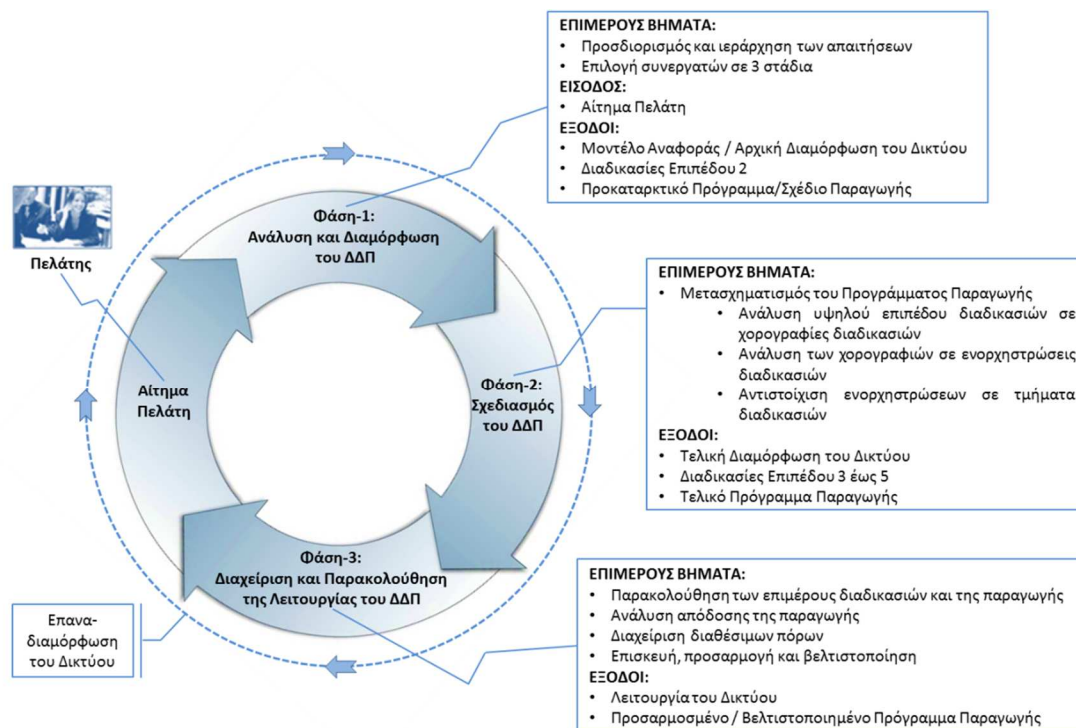 ΕΠΙΜΕΡΟΥΣ ΒΗΜΑΤΑ:
• Προσδιορισμός και ιεράρχηση των απαιτήσεων
• Επιλογή συνεργατών σε 3 στάδια
ΕΙΣΟΔΟΣ:
• Αίτημα Πελάτη
ΕΞΟΔΟΙ:
• Μοντέλο Αναφοράς / Αρχική Διαμόρφωση του Δικτύου
• Διαδικασίες Επιπέδου 2
• Προκαταρκτικό Πρόγραμμα/Σχέδιο Παραγωγής
Πελάτης
Φάση-1:
Ανάλυση και Διαμόρφωση
του ΔΔΠ
ΕΠΙΜΕΡΟΥΣ ΒΗΜΑΤΑ:
• Μετασχηματισμός του Προγράμματος Παραγωγής
• Ανάλυση υψηλού επιπέδου διαδικασιών σε
χορογραφίες διαδικασιών
• Ανάλυση των χορογραφιών σε ενορχηστρώσεις
διαδικασιών
• Αντιστοίχιση ενορχηστρώσεων σε τμήματα
διαδικασιών
ΕΞΟΔΟΙ:
• Τελική Διαμόρφωση του Δικτύου
• Διαδικασίες Επιπέδου 3 έως 5
• Τελικό Πρόγραμμα Παραγωγής
Αίτημα
Πελάτη
Φάση-2:
Σχεδιασμός
του ΔΔΠ
Φάση-3:
Διαχείριση και Παρακολούθηση
της Λειτουργίας του ΔΔΠ
Επανα-
διαμόρφωση
του Δικτύου
ΕΠΙΜΕΡΟΥΣ ΒΗΜΑΤΑ:
• Παρακολούθηση των επιμέρους διαδικασιών και της παραγωγής
• Ανάλυση απόδοσης της παραγωγής
• Διαχείριση διαθέσιμων πόρων
• Επισκευή, προσαρμογή και βελτιστοποίηση
ΕΞΟΔΟΙ:
• Λειτουργία του Δικτύου
• Προσαρμοσμένο / Βελτιστοποιημένο Πρόγραμμα Παραγωγής